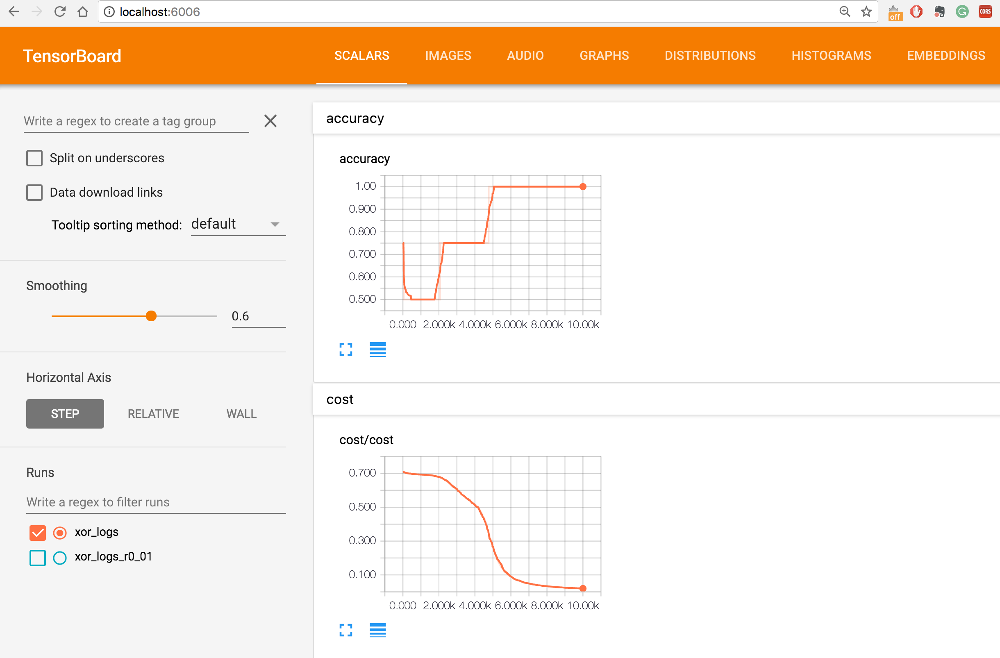 localhost:6006
off
CORS
TensorBoard
SCALARS IMAGES AUDIO GRAPHS DISTRIBUTIONS HISTOGRAMS EMBEDDINGS
Write a regex to create a tag group
Split on underscores
Data download links
Tooltip sorting method: default
Smoothing
0.6
Horizontal Axis
STEP RELATIVE WALL
Runs
Write a regex to filter runs
xor_logs
xor_logs_r0_01
accuracy
accuracy
1.00
0.900
0.800
0.700
0.600
0.500
0.000 2.000k 4.000k 6.000k 8.000k 10.00k
cost
cost/cost
0.700
0.500
0.300
0.100
0.000 2.000k 4.000k 6.000k 8.000k 10.00k